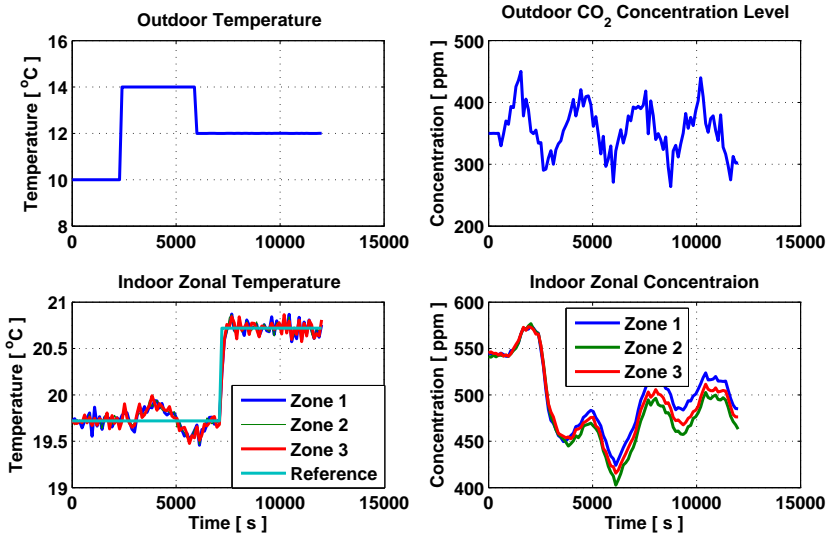 Outdoor Temperature
Temperature [ °C ]
16
14
12
10
8
0 5000 10000 15000
Outdoor CO2 Concentration Level
Concentration [ ppm ]
500
400
300
200
0 5000 10000 15000
Indoor Zonal Temperature
Temperature [ °C ]
21
20.5
20
19.5
19
0 5000 10000 15000
Time [ s ]
Zone 1
Zone 2
Zone 3
Reference
Indoor Zonal Concentraion
Concentration [ ppm ]
600
550
500
450
400
0 5000 10000 15000
Time [ s ]
Zone 1
Zone 2
Zone 3